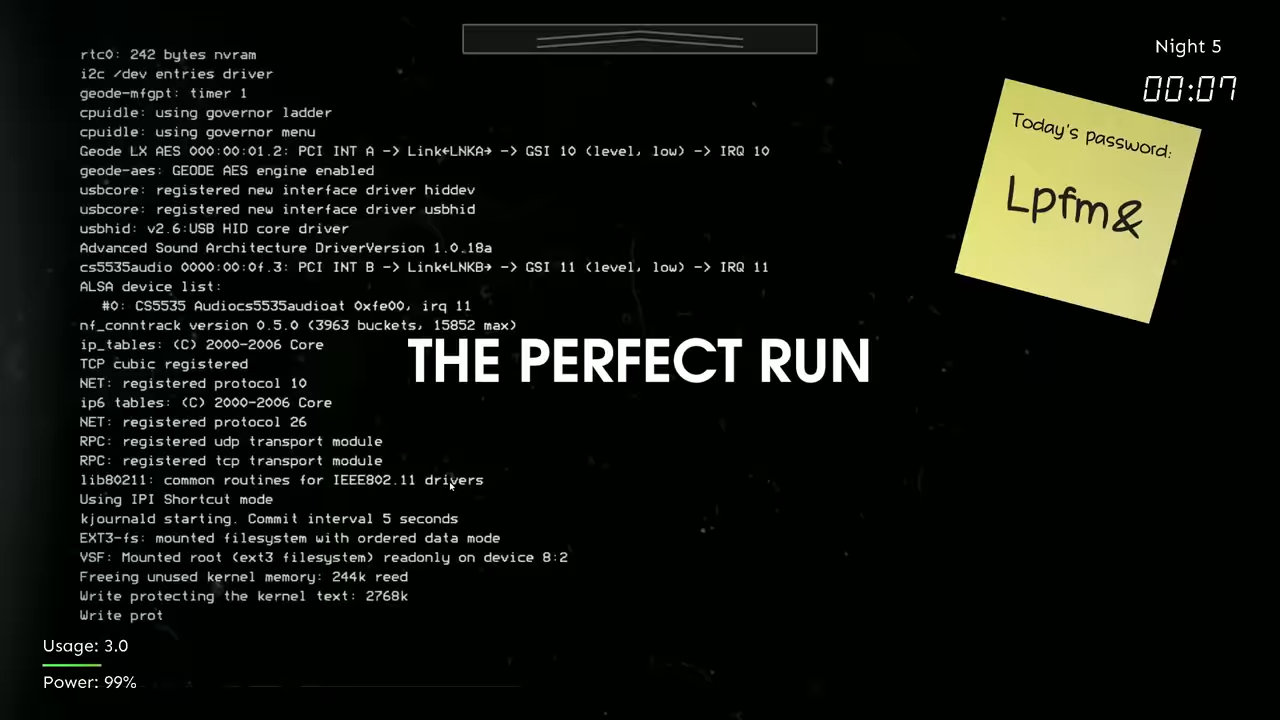 rtc0: 242 bytes nvram
i2c /dev entries driver
geode-mfgpt: timer 1
cpuidle: using governor ladder
cpuidle: using governor menu
Geode LX AES 000:00:01.2: PCI INT A -> Link←LNKA→ -> GSI 10 (level, low) -> IRQ 10
geode-aes: GEODE AES engine enabled
usbcore: registered new interface driver hiddev
usbcore: registered new interface driver usbhid
usbhid: v2.6:USB HID core driver
Advanced Sound Architecture DriverVersion 1.0.18a
cs5535audio 0000:00:0f.3: PCI INT B -> Link←LNKB→ -> GSI 11 (level, low) -> IRQ 11
ALSA device list:
#0: CS5535 Audiocs5535audioat 0xfe00, irq 11
nf_conntrack version 0.5.0 (3963 buckets, 15852 max)
ip_tables: (C) 2000-2006 Core
TCP cubic registered
NET: registered protocol 10
ip6 tables: (C) 2000-2006 Core
NET: registered protocol 26
RPC: registered udp transport module
RPC: registered tcp transport module
lib80211: common routines for IEEE802.11 drivers
Using IPI Shortcut mode
kjournald starting. Commit interval 5 seconds
EXT3-fs: mounted filesystem with ordered data mode
VSF: Mounted root (ext3 filesystem) readonly on device 8:2
Freeing unused kernel memory: 244k reed
Write protecting the kernel text: 2768k
Write prot
THE PERFECT RUN
Night 5
00:07
Today's password:
Lpfm&
Usage: 3.0
Power: 99%